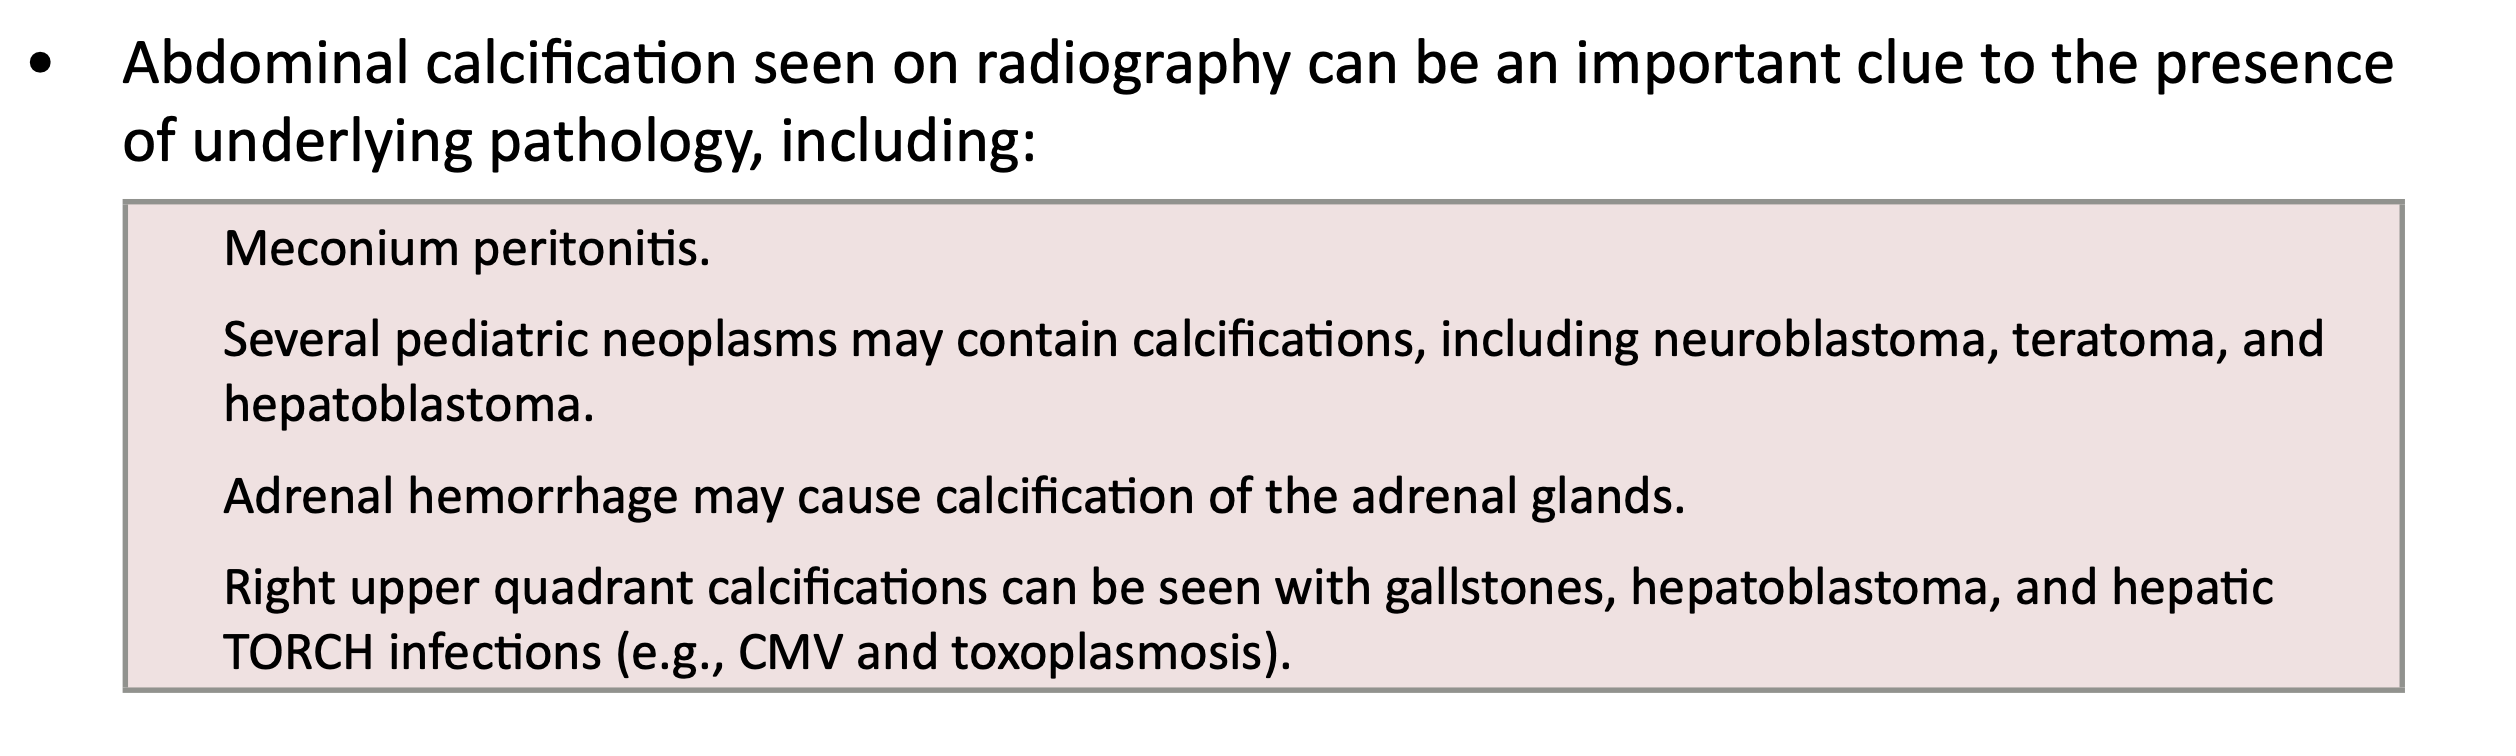 • Abdominal calcification seen on radiography can be an important clue to the presence
of underlying pathology, including:
Meconium peritonitis.
Several pediatric neoplasms may contain calcifications, including neuroblastoma, teratoma, and
hepatoblastoma.
Adrenal hemorrhage may cause calcification of the adrenal glands.
Right upper quadrant calcifications can be seen with gallstones, hepatoblastoma, and hepatic
TORCH infections (e.g., CMV and toxoplasmosis).